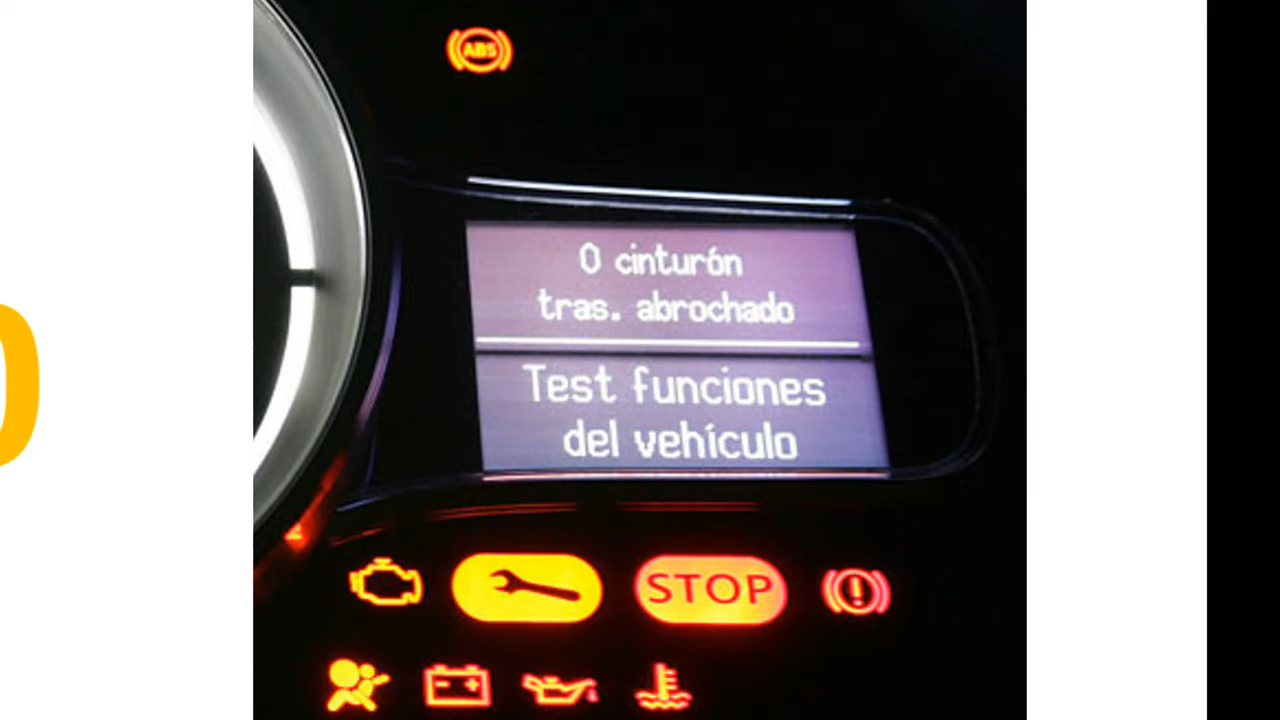 ABS
0 cinturón
tras. abrochado
Test funciones
del vehículo
STOP